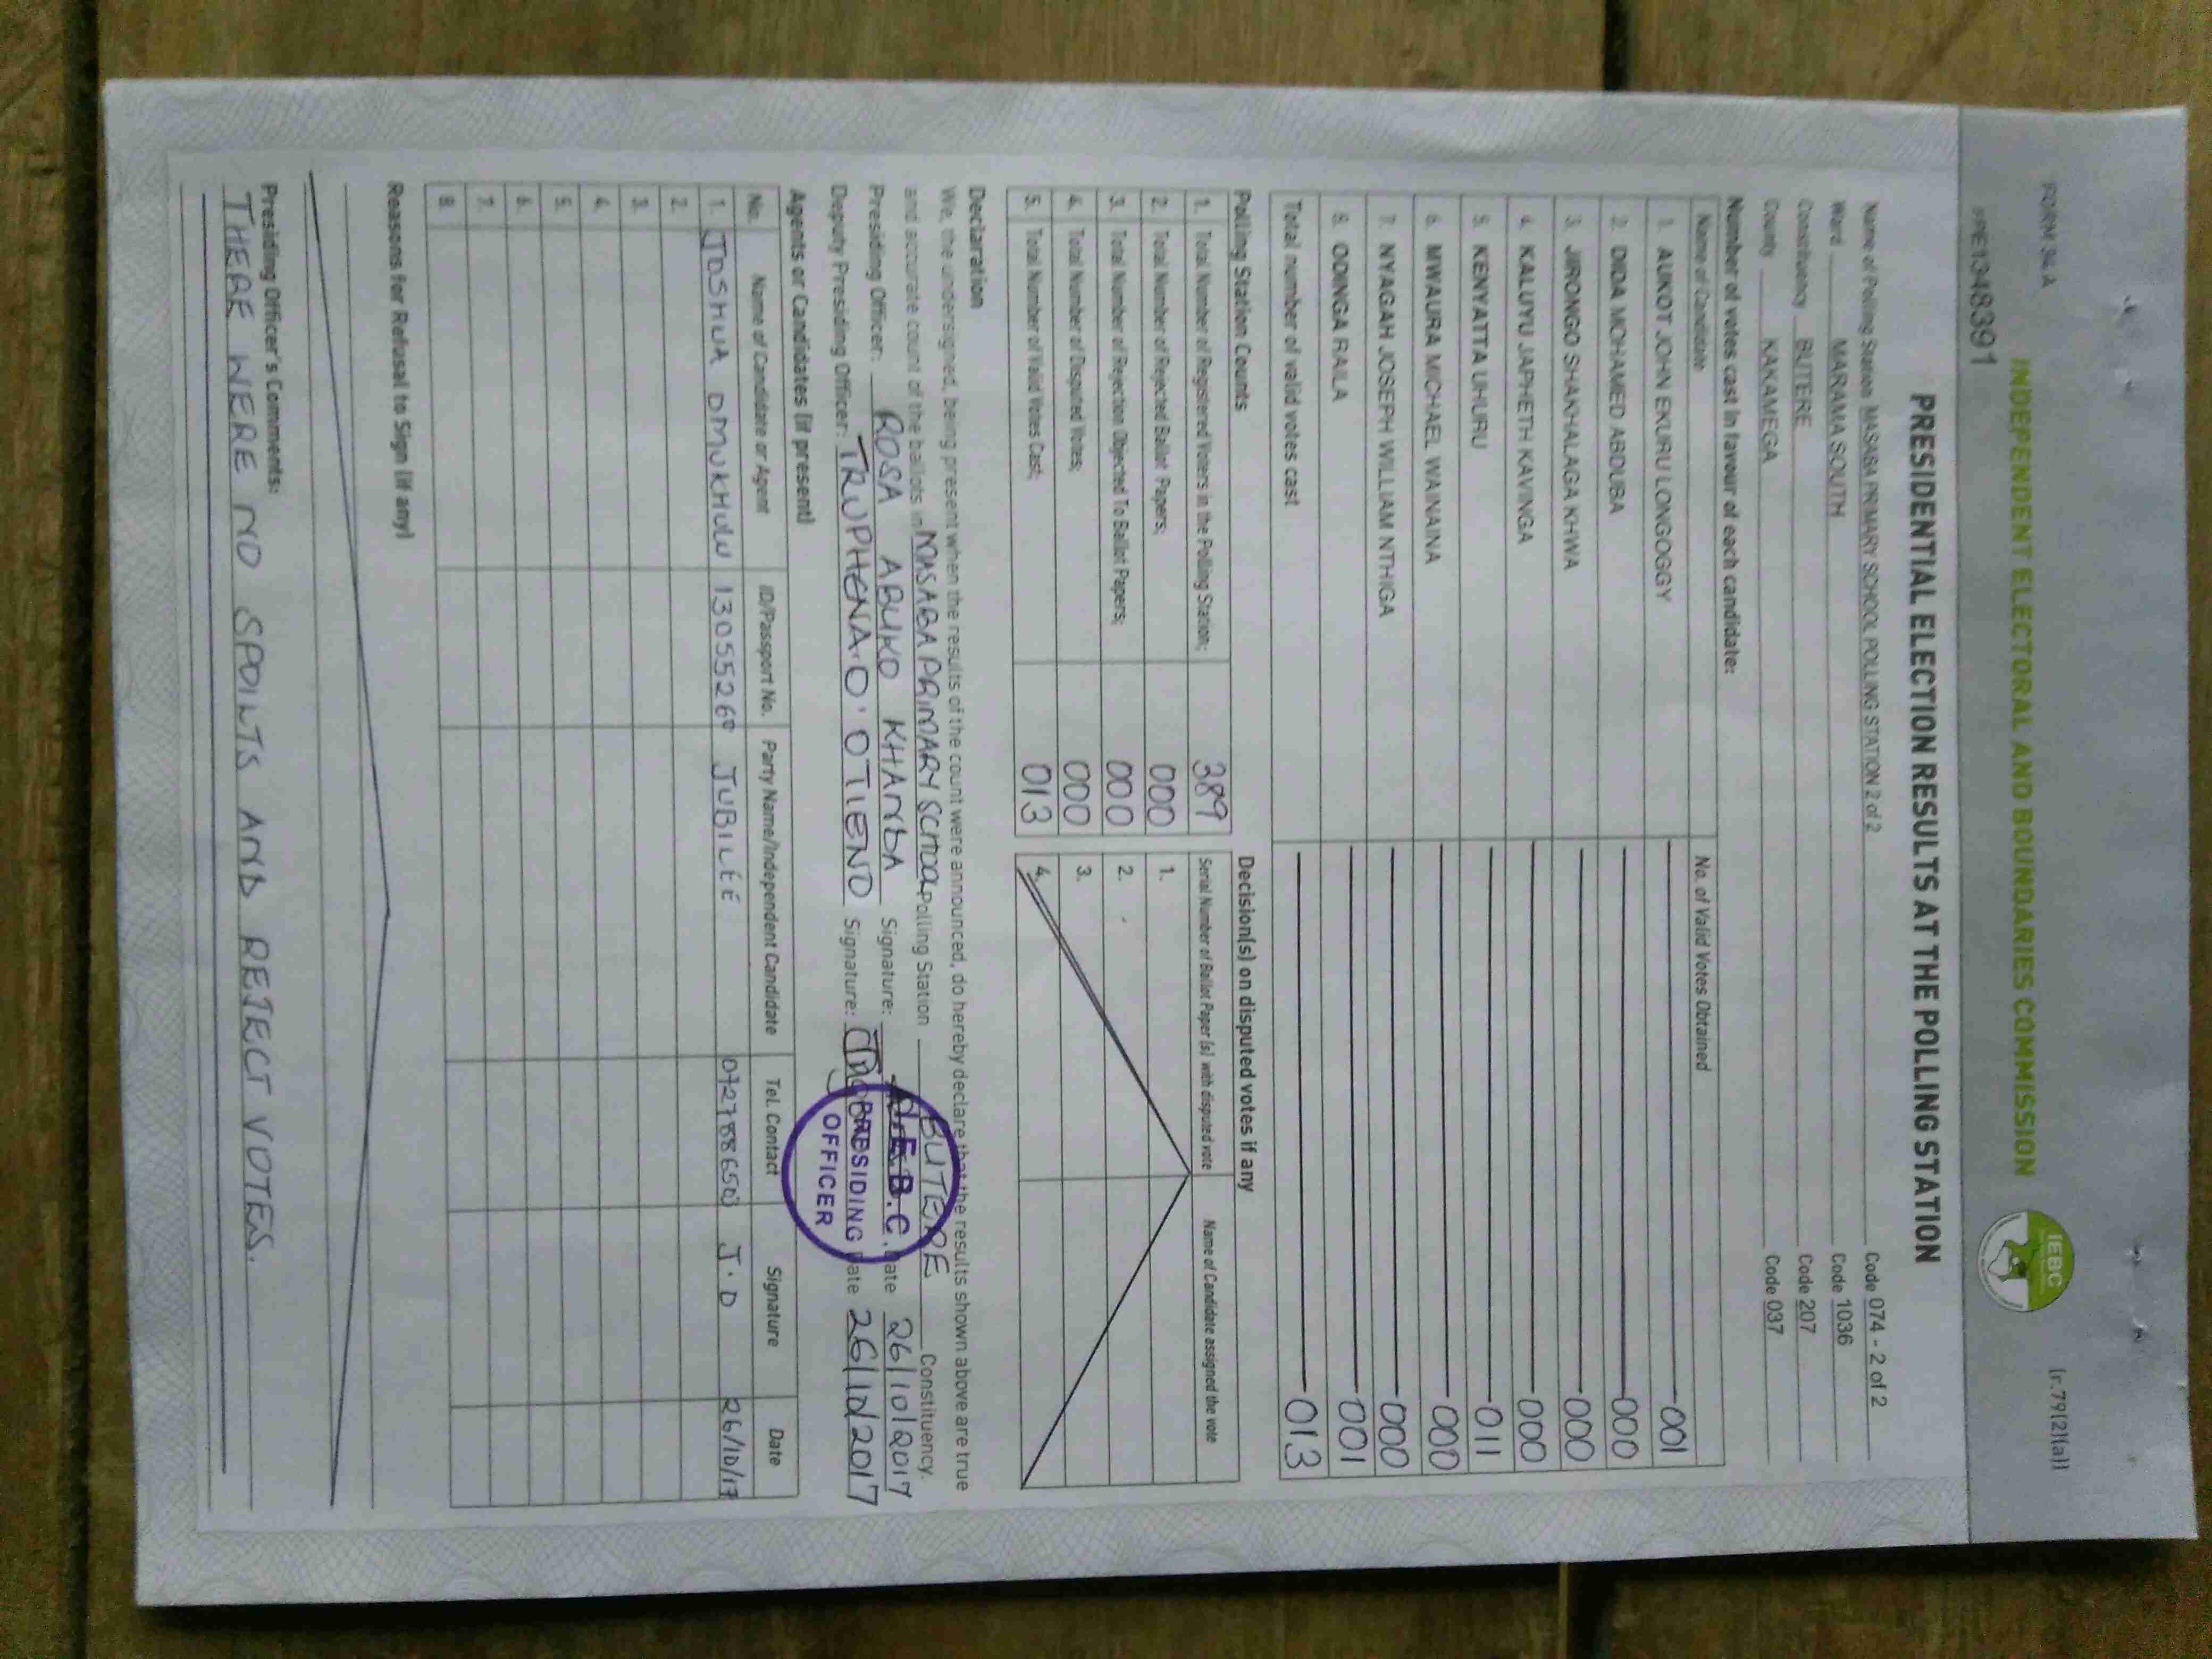 FORM 34A
[r.79(2)(a)]
INDEPENDENT ELECTORAL AND BOUNDARIES COMMISSION
IEBC
PPE1348391
PRESIDENTIAL ELECTION RESULTS AT THE POLLING STATION
Name of Polling Station MASABA PRIMARY SCHOOL POLLING STATION 2 of 2 Code 074 - 2 of 2
Ward MARAMA SOUTH Code 1036
Constituency BUTERE Code 207
County KAKAMEGA Code 037
Number of votes cast in favour of each candidate:
Name of Candidate No. of Valid Votes Obtained
1. AUKOT JOHN EKURU LONGOGGY 001
2. DIDA MOHAMED ABDUBA 000
3. JIRONGO SHAKHALAGA KHWA 000
4. KALUYU JAPHETH KAVINGA 000
5. KENYATTA UHURU 011
6. MWAURA MICHAEL WAINAINA 000
7. NYAGAH JOSEPH WILLIAM NTHIGA 000
8. ODINGA RAILA 001
Total number of valid votes cast 013
Polling Station Counts
1. Total Number of Registered Voters in the Polling Station; 389
2. Total Number of Rejected Ballot Papers; 000
3. Total Number of Rejection Objected To Ballot Papers; 000
4. Total Number of Disputed Votes; 000
5. Total Number of Valid Votes Cast; 013
Decision(s) on disputed votes if any
Serial Number of Ballot Paper (s) with disputed vote Name of Candidate assigned the vote
1.
2.
3.
4.
Declaration
We, the undersigned, being present when the results of the count were announced, do hereby declare that the results shown above are true
and accurate count of the ballots in MASABA PRIMARY SCHOOL Polling Station BUTERE Constituency.
Presiding Officer: ROSA ABUKO KHAMBA Signature: Date 26/10/2017
Deputy Presiding Officer: TRUPHENA.O. OTIENO Signature: Date 26/10/2017
I.E.B.C.
PRESIDING
OFFICER
Agents or Candidates (if present)
No. Name of Candidate or Agent ID/Passport No. Party Name/Independent Candidate Tel. Contact Signature Date
1. JOSHUA OMUKHULU 13055260 JUBILEE 0727886503 J.O 26/10/17
2.
3.
4.
5.
6.
7.
8.
Reasons for Refusal to Sign (if any)
Presiding Officer's Comments:
THERE WERE NO SPOILTS AND REJECT VOTES.